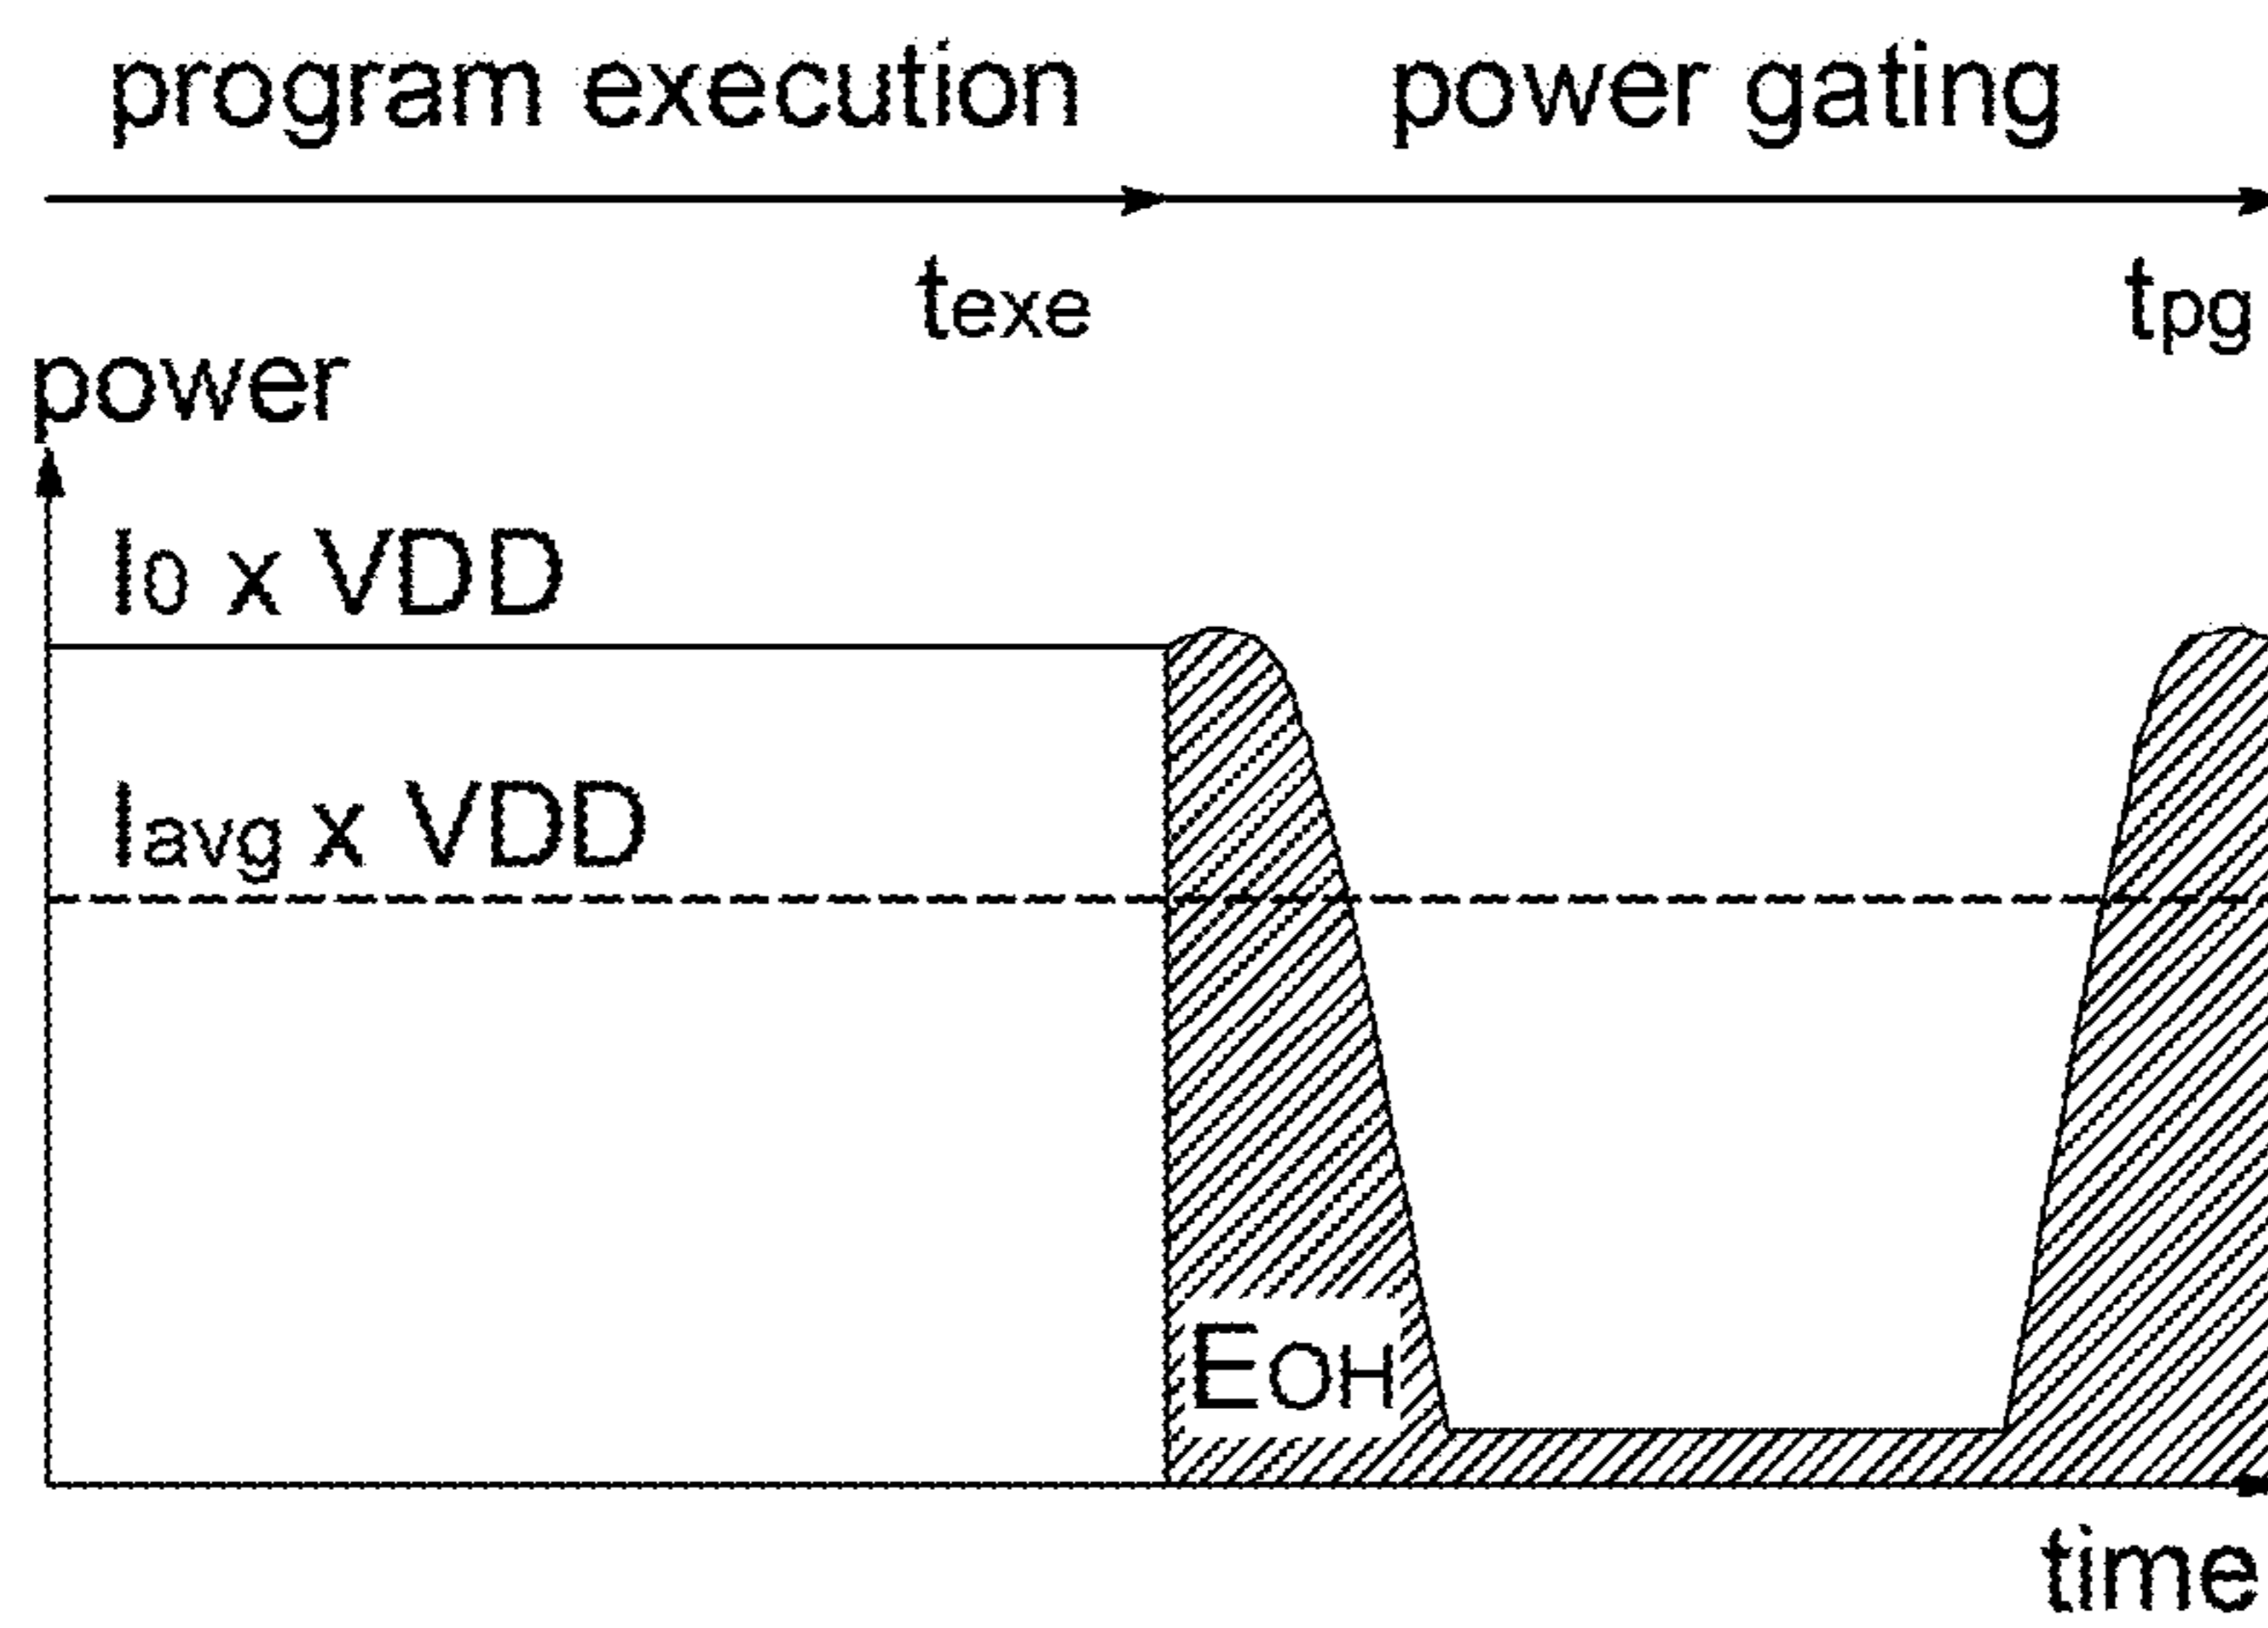 program execution power gating
texe tpg
power
I0 x VDD
Iavg x VDD
EOH
time